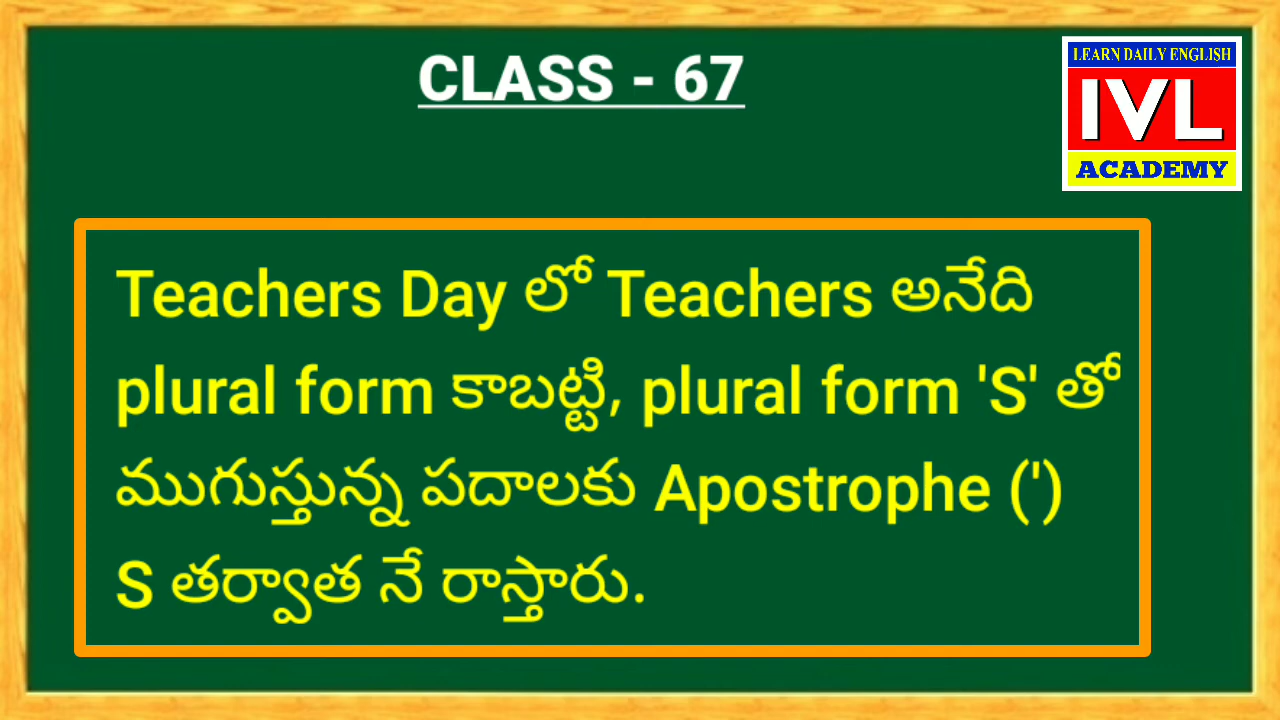 CLASS - 67
LEARN DAILY ENGLISH
IVL
ACADEMY
Teachers Day లో Teachers అనేది
plural form కాబట్టి, plural form 'S' తో
ముగుస్తున్న పదాలకు Apostrophe (')
S తర్వాత నే రాస్తారు.